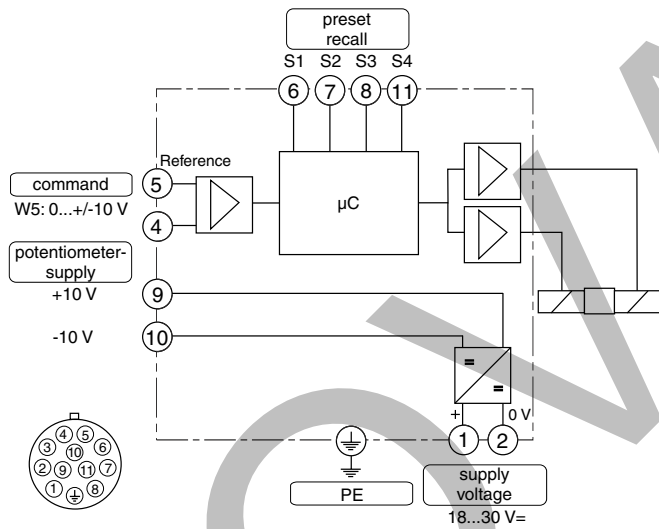 preset
recall
S1 S2 S3 S4
6 7 8 11
Reference
command
5
W5: 0...+/-10 V
4
µC
potentiometer-
supply
+10 V
9
-10 V
10
=
=
+ 0 V
1 2
PE
supply
voltage
18...30 V=
4 5
3 10 6
2 9 11 7
1 8